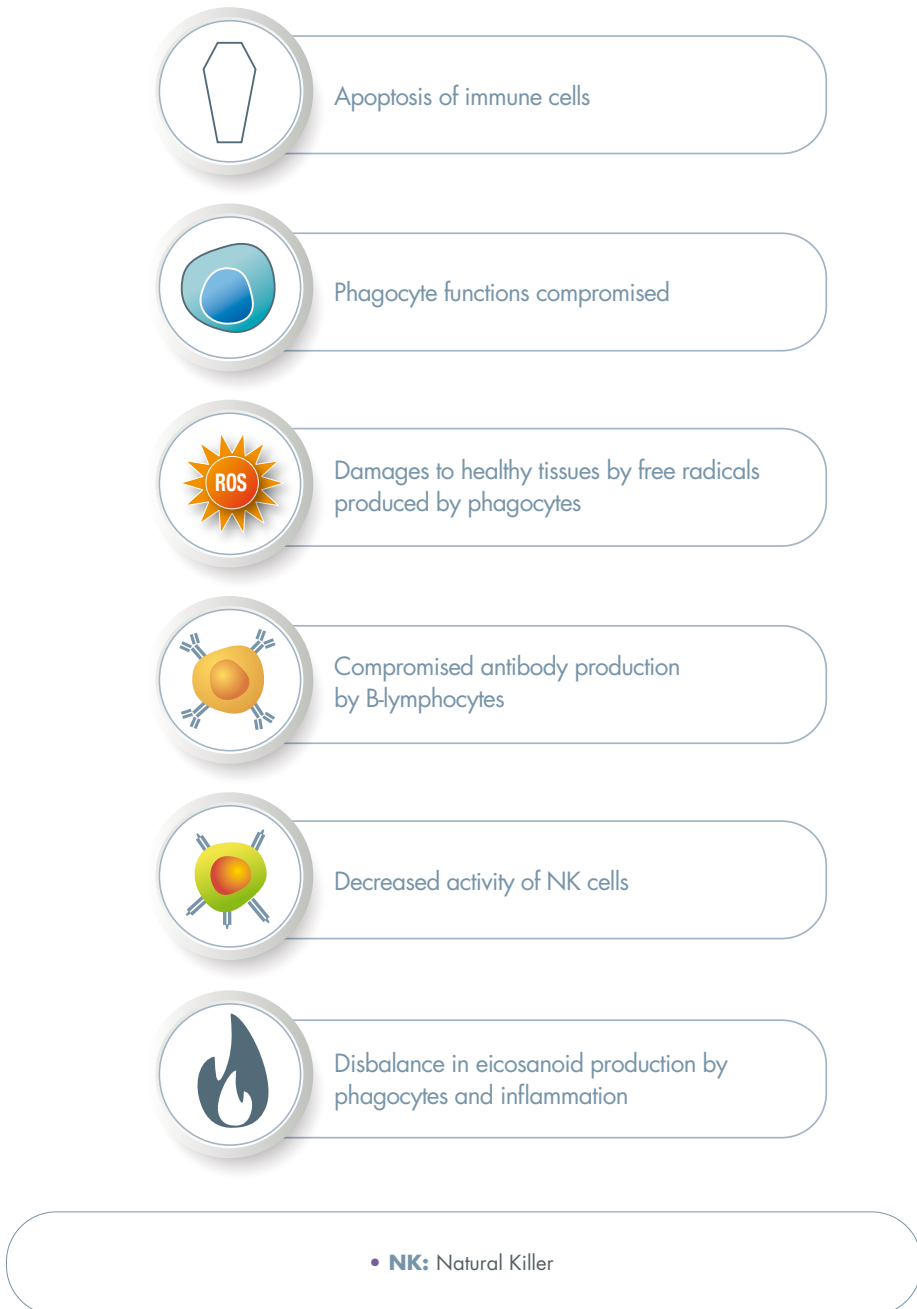 Apoptosis of immune cells
Phagocyte functions compromised
ROS
Damages to healthy tissues by free radicals
produced by phagocytes
Compromised antibody production
by B-lymphocytes
Decreased activity of NK cells
Disbalance in eicosanoid production by
phagocytes and inflammation
• NK: Natural Killer